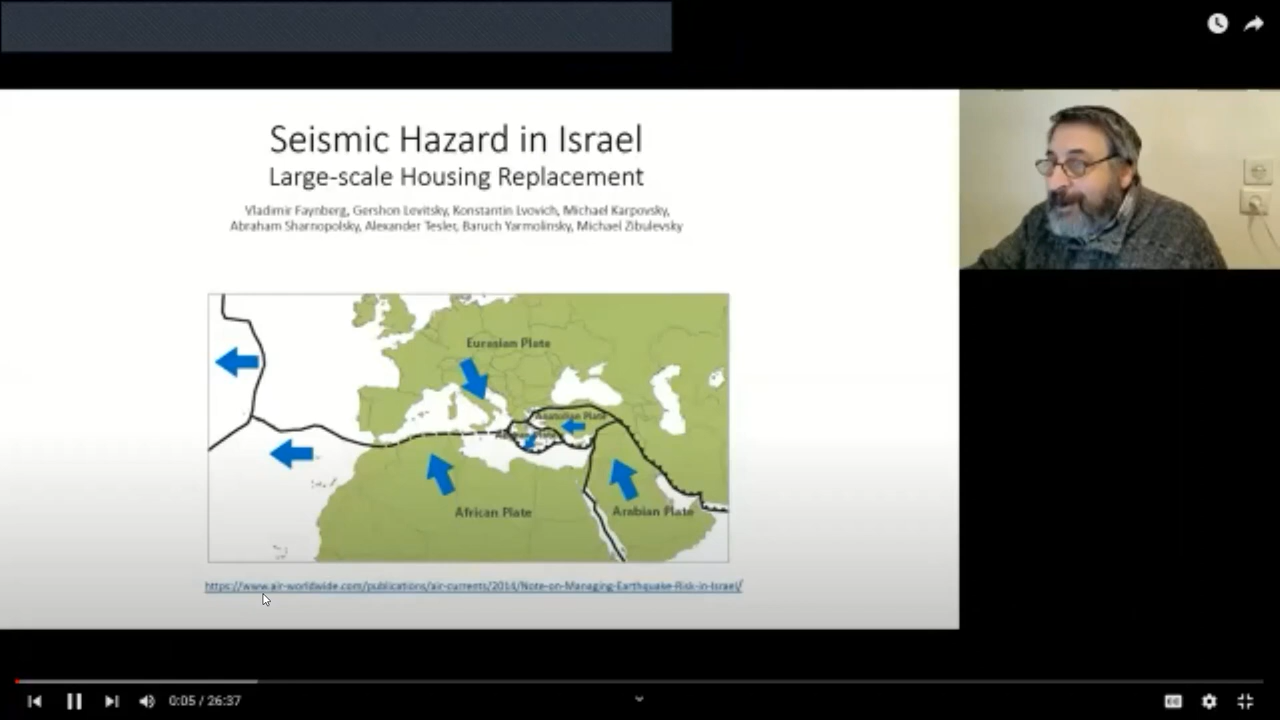 Seismic Hazard in Israel
Large-scale Housing Replacement
Vladimir Faynberg, Gershon Levitsky, Konstantin Lvovich, Michael Karpovsky,
Abraham Sharnopolsky, Alexander Tesler, Baruch Yarmolinsky, Michael Zibulevsky
Eurasian Plate
Anatolian Plate
African Plate
Arabian Plate
https://www.air-worldwide.com/publications/air-currents/2014/Note-on-Managing-Earthquake-Risk-in-Israel/
0:05 / 26:37
CC